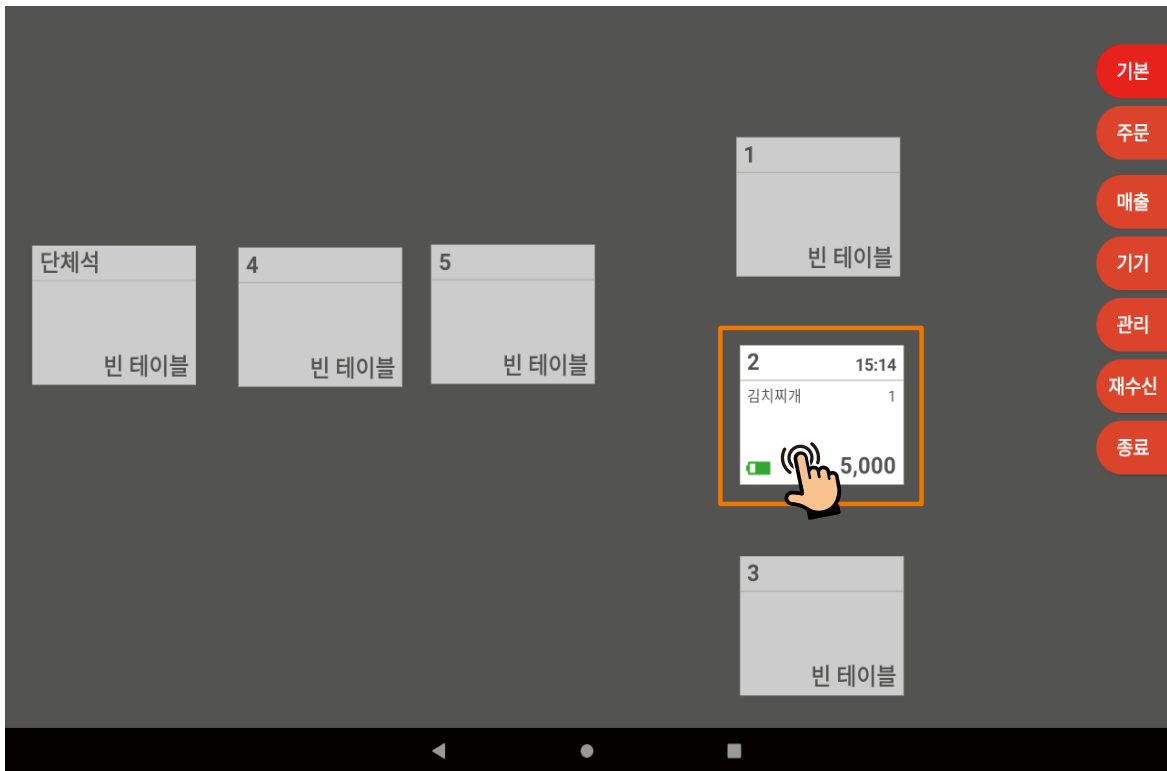 단체석
빈 테이블
4
빈 테이블
5
빈 테이블
1
빈 테이블
2 15:14
김치찌개 1
5,000
3
빈 테이블
기본
주문
매출
기기
관리
재수신
종료